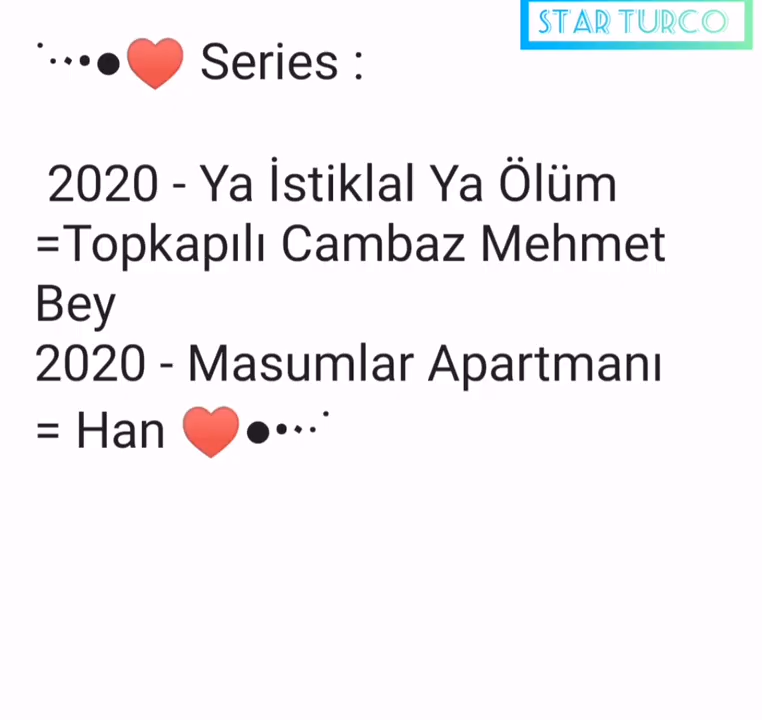 STAR TURCO
Series :
2020 - Ya İstiklal Ya Ölüm
=Topkapılı Cambaz Mehmet
Bey
2020 - Masumlar Apartmanı
= Han